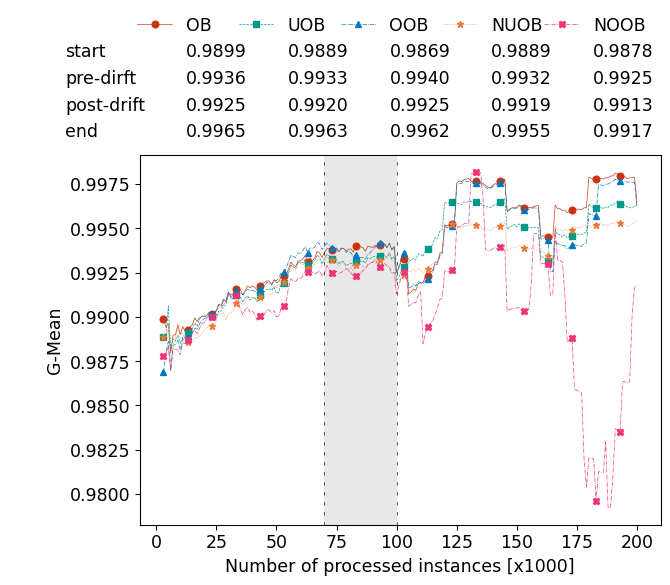 OB UOB OOB NUOB NOOB
start 0.9899 0.9889 0.9869 0.9889 0.9878
pre-dirft 0.9936 0.9933 0.9940 0.9932 0.9925
post-drift 0.9925 0.9920 0.9925 0.9919 0.9913
end 0.9965 0.9963 0.9962 0.9955 0.9917
0.9975
0.9950
0.9925
0.9900
0.9875
0.9850
0.9825
0.9800
G-Mean
0 25 50 75 100 125 150 175 200
Number of processed instances [x1000]